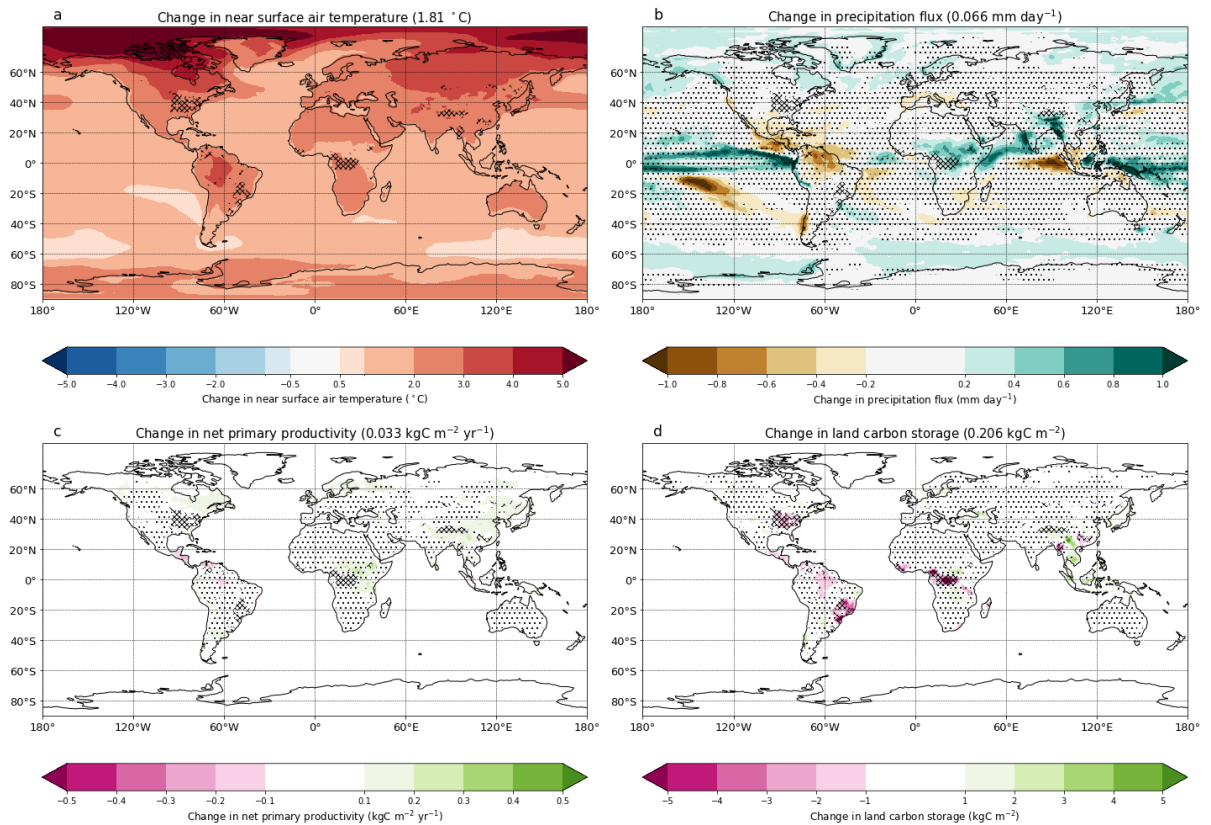 a Change in near surface air temperature (1.81 °C)
60°N
40°N
20°N
0°
20°S
40°S
60°S
80°S
180° 120°W 60°W 0° 60°E 120°E 180°
−5.0 −4.0 −3.0 −2.0 −0.5 0.5 2.0 3.0 4.0 5.0
Change in near surface air temperature (°C)
b Change in precipitation flux (0.066 mm day⁻¹)
60°N
40°N
20°N
0°
20°S
40°S
60°S
80°S
180° 120°W 60°W 0° 60°E 120°E 180°
−1.0 −0.8 −0.6 −0.4 −0.2 0.2 0.4 0.6 0.8 1.0
Change in precipitation flux (mm day⁻¹)
c Change in net primary productivity (0.033 kgC m⁻² yr⁻¹)
60°N
40°N
20°N
0°
20°S
40°S
60°S
80°S
180° 120°W 60°W 0° 60°E 120°E 180°
−0.5 −0.4 −0.3 −0.2 −0.1 0.1 0.2 0.3 0.4 0.5
Change in net primary productivity (kgC m⁻² yr⁻¹)
d Change in land carbon storage (0.206 kgC m⁻²)
60°N
40°N
20°N
0°
20°S
40°S
60°S
80°S
180° 120°W 60°W 0° 60°E 120°E 180°
−5 −4 −3 −2 −1 1 2 3 4 5
Change in land carbon storage (kgC m⁻²)